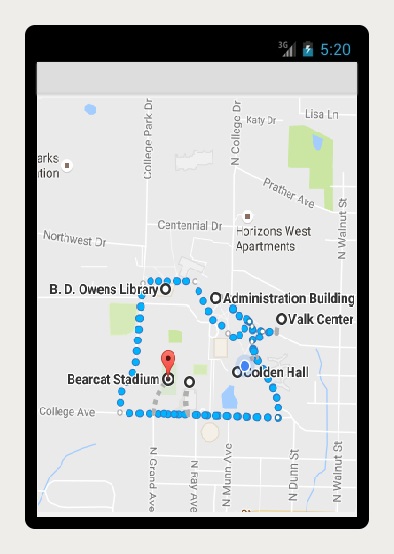 3G 5:20
Lisa Ln
Katy Dr
College Park Dr
N College Dr
arks
tion
Prather Ave
N Walnut St
Centennial Dr
Horizons West
Apartments
Northwest Dr
B. D. Owens Library
Administration Building
Valk Center
Bearcat Stadium
Colden Hall
College Ave
N Grand Ave
N Ray Ave
N Munn Ave
N Dunn St
N Walnut St